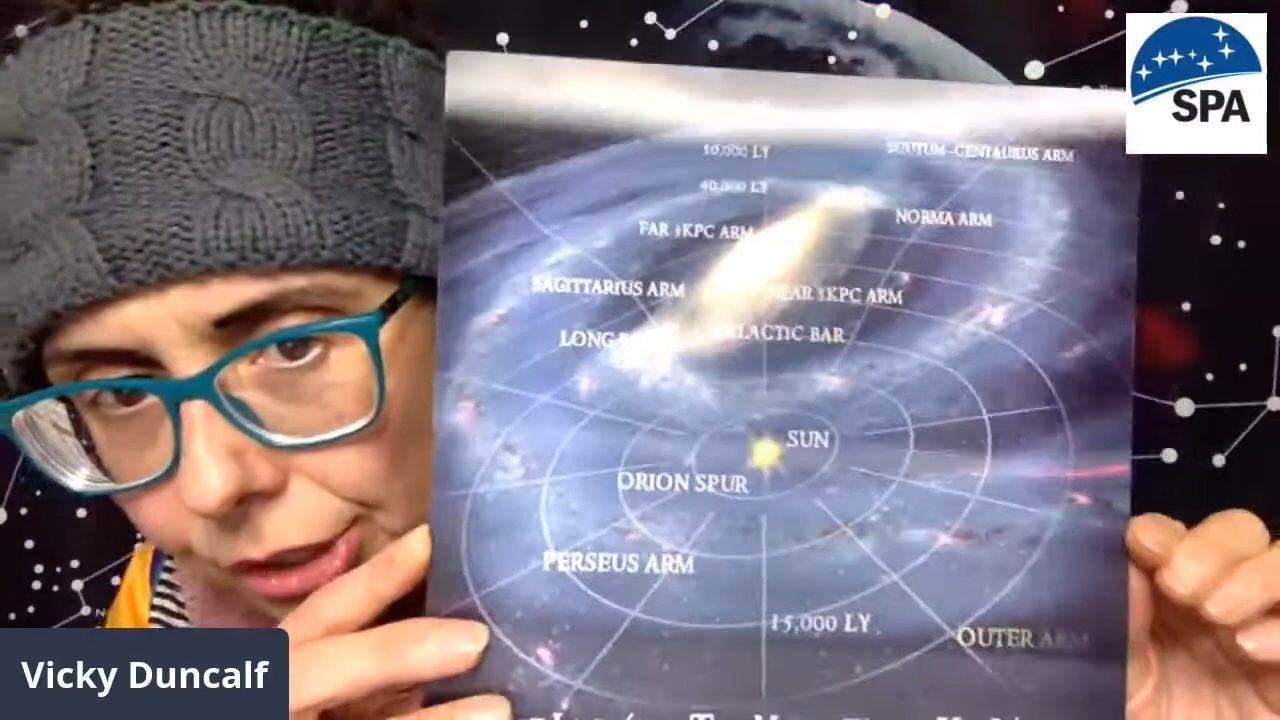 SPA
50,000 LY
SCUTUM-CENTAURUS ARM
40,000 LY
NORMA ARM
FAR 3KPC ARM
SAGITTARIUS ARM
NEAR 3KPC ARM
LONG
GALACTIC BAR
SUN
ORION SPUR
PERSEUS ARM
15,000 LY
OUTER ARM
Vicky Duncalf